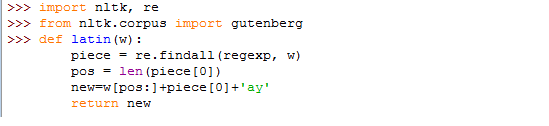 >>> import nltk, re
>>> from nltk.corpus import gutenberg
>>> def latin(w):
        piece = re.findall(regexp, w)
        pos = len(piece[0])
        new=w[pos:]+piece[0]+'ay'
        return new